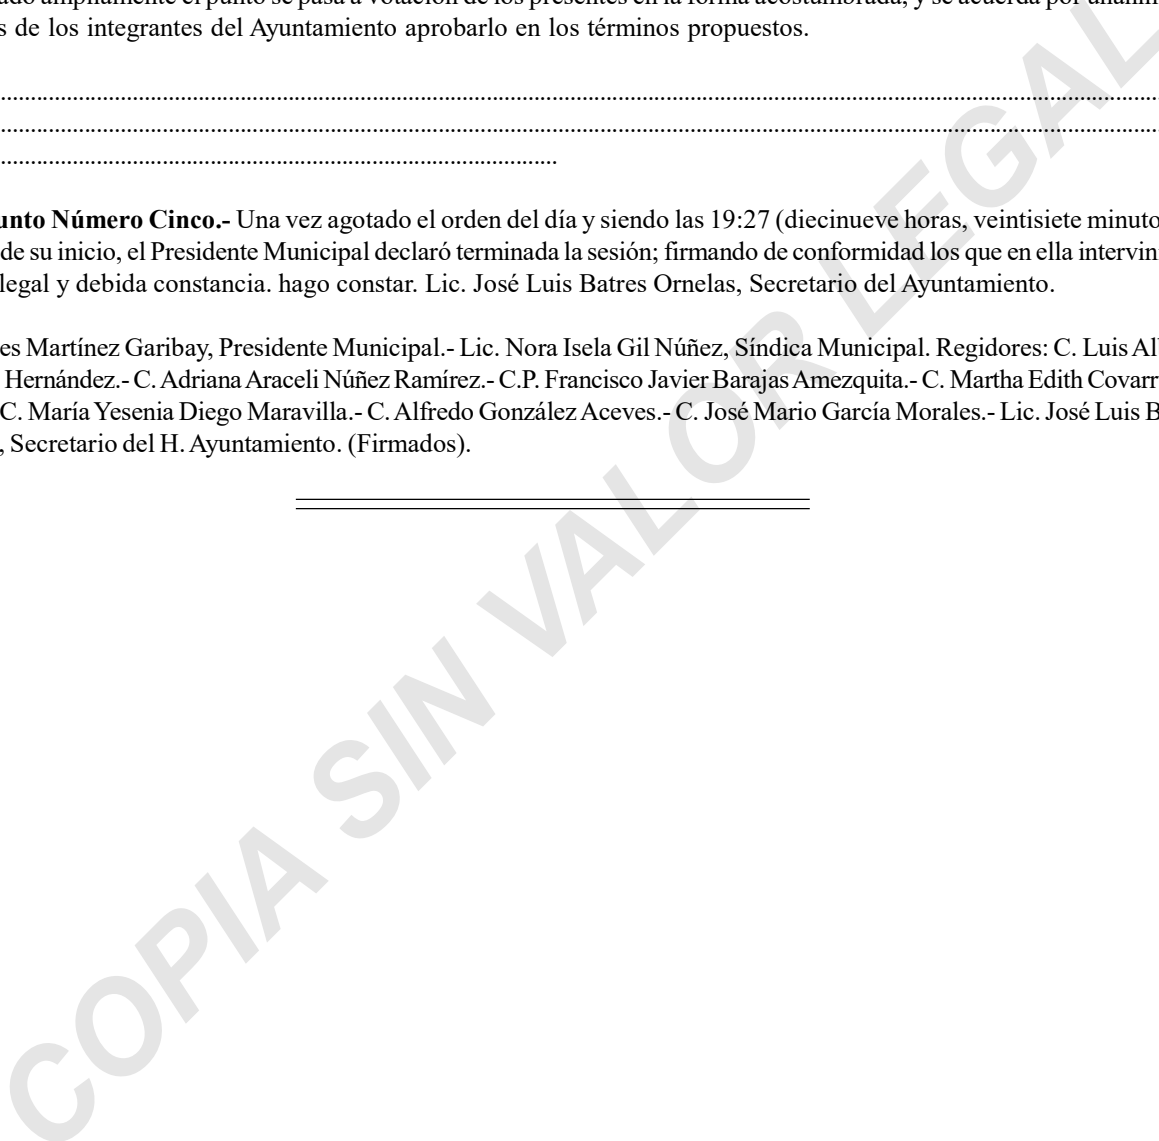 ado ampliamente el punto se pasa a votación de los presentes en la forma acostumbrada, y se acuerda por
s de los integrantes del Ayuntamiento aprobarlo en los términos propuestos.
unto Número Cinco.- Una vez agotado el orden del día y siendo las 19:27 (diecinueve horas, veintisiete minuto
de su inicio, el Presidente Municipal declaró terminada la sesión; firmando de conformidad los que en ella intervini
legal y debida constancia. hago constar. Lic. José Luis Batres Ornelas, Secretario del Ayuntamiento.
es Martínez Garibay, Presidente Municipal.- Lic. Nora Isela Gil Núñez, Síndica Municipal. Regidores: C. Luis Al
Hernández.- C. Adriana Araceli Núñez Ramírez.- C.P. Francisco Javier Barajas Amezquita.- C. Martha Edith Covarr
C. María Yesenia Diego Maravilla.- C. Alfredo González Aceves.- C. José Mario García Morales.- Lic. José Luis B
, Secretario del H. Ayuntamiento. (Firmados).
COPIA SIN VALOR LEGAL